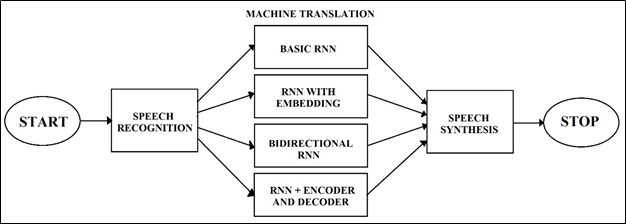 MACHINE TRANSLATION
START
SPEECH
RECOGNITION
BASIC RNN
RNN WITH
EMBEDDING
BIDIRECTIONAL
RNN
RNN + ENCODER
AND DECODER
SPEECH
SYNTHESIS
STOP